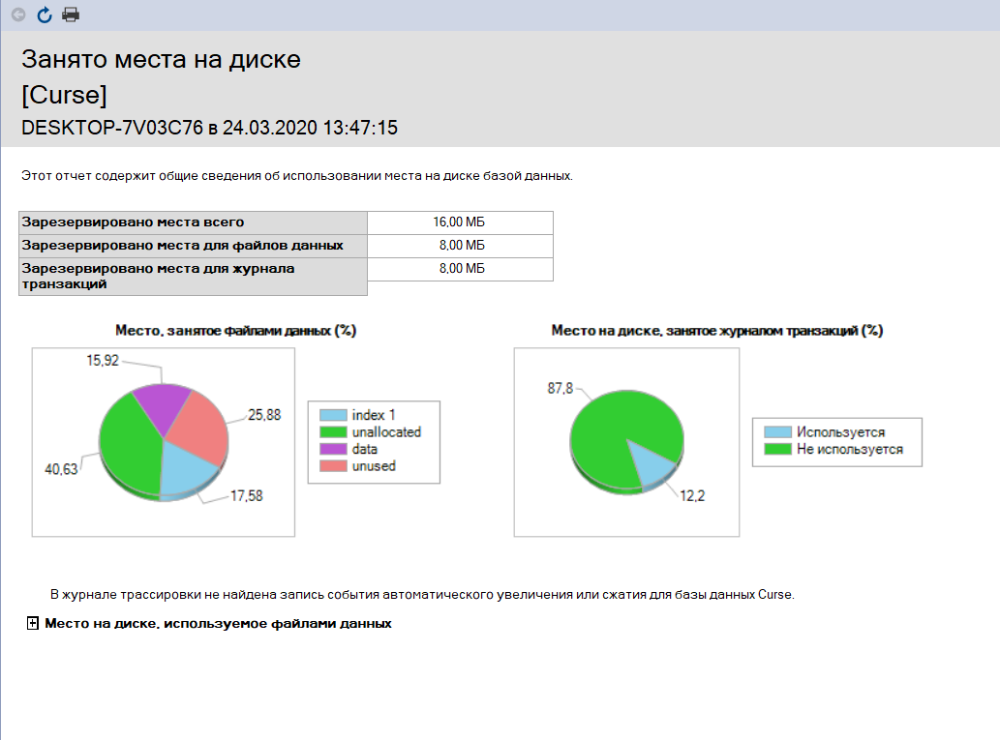 Занято места на диске
[Curse]
DESKTOP-7V03C76 в 24.03.2020 13:47:15
Этот отчет содержит общие сведения об использовании места на диске базой данных.
Зарезервировано места всего 16,00 МБ
Зарезервировано места для файлов данных 8,00 МБ
Зарезервировано места для журнала 8,00 МБ
транзакций
Место, занятое файлами данных (%)
15,92
25,88
40,63
17,58
index 1
unallocated
data
unused
Место на диске, занятое журналом транзакций (%)
87,8
12,2
Используется
Не используется
В журнале трассировки не найдена запись события автоматического увеличения или сжатия для базы данных Curse.
Место на диске, используемое файлами данных